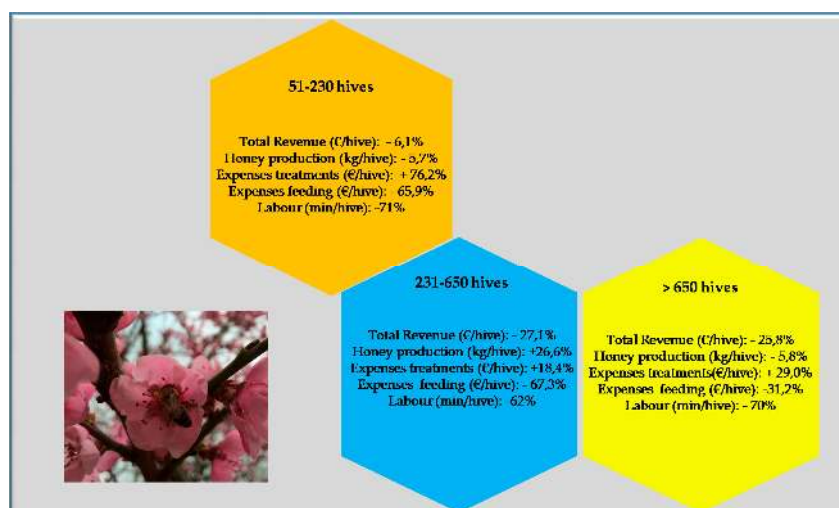 51-230 hives
Total Revenue (€/hive): - 6,1%
Honey production (kg/hive): - 5,7%
Expenses treatments (€/hive): + 76,2%
Expenses feeding (€/hive): -65,9%
Labour (min/hive): -71%
231-650 hives
Total Revenue (€/hive): - 27,1%
Honey production (kg/hive): +26,6%
Expenses treatments (€/hive): +18,4%
Expenses feeding (€/hive): - 67,3%
Labour (min/hive): -62%
> 650 hives
Total Revenue (€/hive): - 25,8%
Honey production (kg/hive): - 5,8%
Expenses treatments(€/hive): + 29,0%
Expenses feeding (€/hive): -31,2%
Labour (min/hive): - 70%